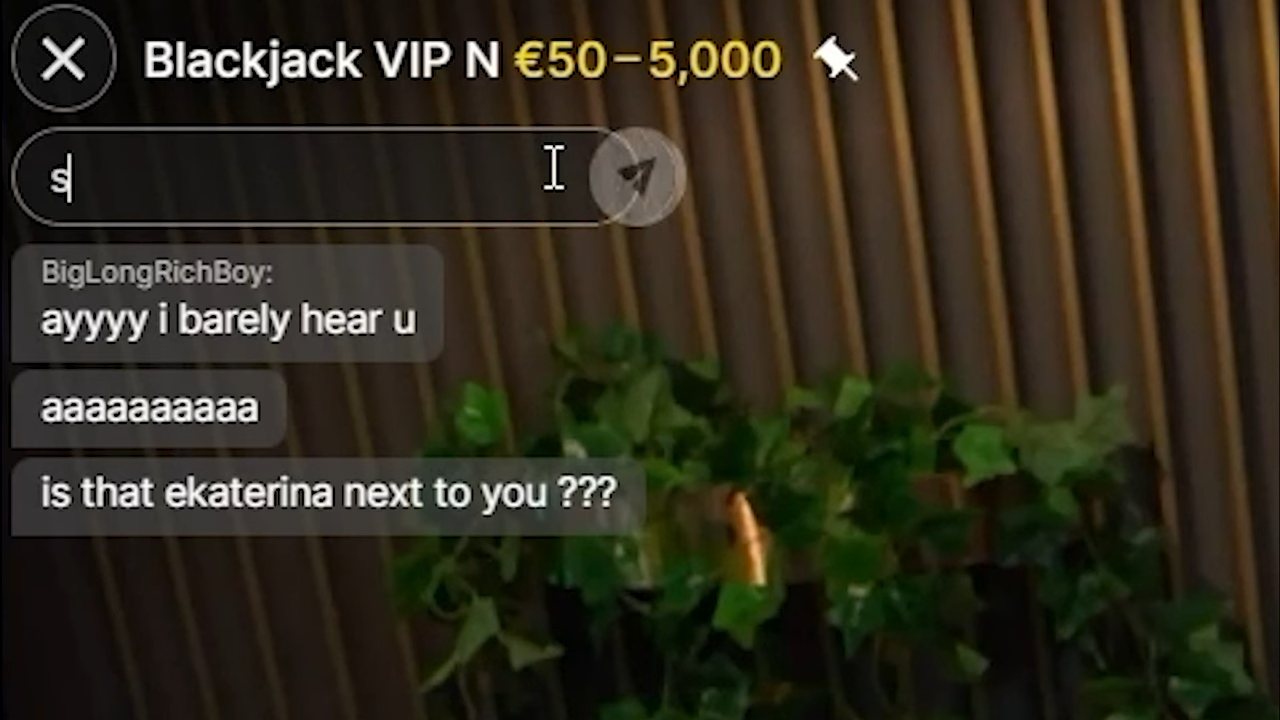 Blackjack VIP N €50–5,000
s
BigLongRichBoy:
ayyyy i barely hear u
aaaaaaaaaa
is that ekaterina next to you ???